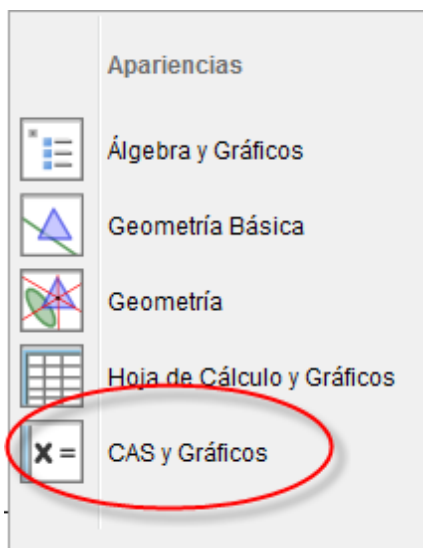 Apariencias
Álgebra y Gráficos
Geometría Básica
Geometría
Hoja de Cálculo y Gráficos
x = CAS y Gráficos